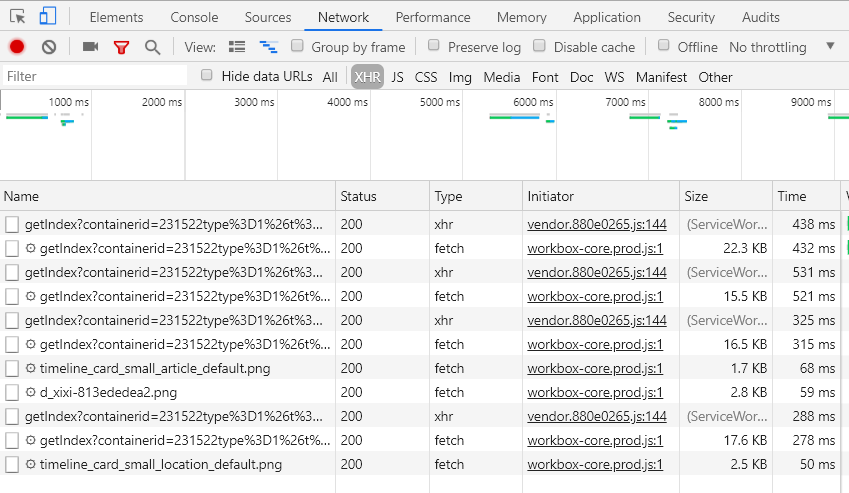 Elements Console Sources Network Performance Memory Application Security Audits
View: Group by frame Preserve log Disable cache Offline No throttling
Filter Hide data URLs All XHR JS CSS Img Media Font Doc WS Manifest Other
1000 ms 2000 ms 3000 ms 4000 ms 5000 ms 6000 ms 7000 ms 8000 ms 9000 ms
Name Status Type Initiator Size Time
getIndex?containerid=231522type%3D1%26t%3... 200 xhr vendor.880e0265.js:144 (ServiceWor... 438 ms
getIndex?containerid=231522type%3D1%26t%... 200 fetch workbox-core.prod.js:1 22.3 KB 432 ms
getIndex?containerid=231522type%3D1%26t%3... 200 xhr vendor.880e0265.js:144 (ServiceWor... 531 ms
getIndex?containerid=231522type%3D1%26t%... 200 fetch workbox-core.prod.js:1 15.5 KB 521 ms
getIndex?containerid=231522type%3D1%26t%3... 200 xhr vendor.880e0265.js:144 (ServiceWor... 325 ms
getIndex?containerid=231522type%3D1%26t%... 200 fetch workbox-core.prod.js:1 16.5 KB 315 ms
timeline_card_small_article_default.png 200 fetch workbox-core.prod.js:1 1.7 KB 68 ms
d_xixi-813ededea2.png 200 fetch workbox-core.prod.js:1 2.8 KB 59 ms
getIndex?containerid=231522type%3D1%26t%3... 200 xhr vendor.880e0265.js:144 (ServiceWor... 288 ms
getIndex?containerid=231522type%3D1%26t%... 200 fetch workbox-core.prod.js:1 17.6 KB 278 ms
timeline_card_small_location_default.png 200 fetch workbox-core.prod.js:1 2.5 KB 50 ms